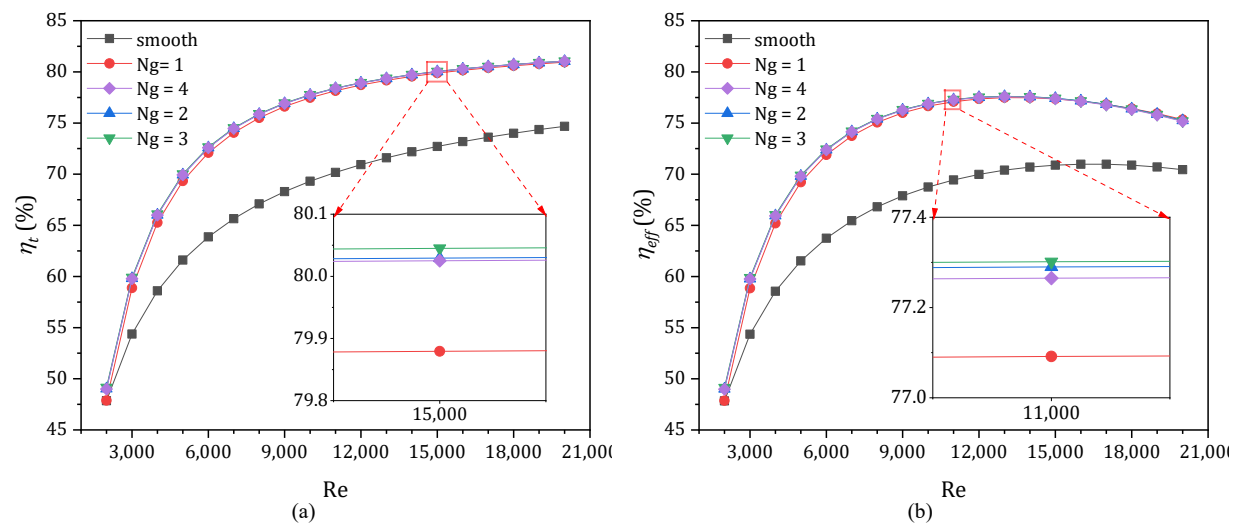 85
80
75
70
65
60
55
50
45
η_t (%)
smooth
Ng= 1
Ng = 4
Ng = 2
Ng = 3
80.1
80.0
79.9
79.8
15,000
3,000 6,000 9,000 12,000 15,000 18,000 21,000
Re
(a)
85
80
75
70
65
60
55
50
45
η_eff (%)
smooth
Ng = 1
Ng = 4
Ng = 2
Ng = 3
77.4
77.2
77.0
11,000
3,000 6,000 9,000 12,000 15,000 18,000 21,000
Re
(b)